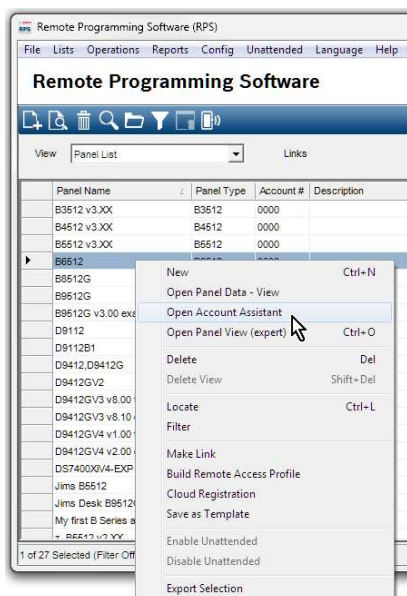 RPS Remote Programming Software (RPS)
File Lists Operations Reports Config Unattended Language Help
Remote Programming Software
View Panel List Links
Panel Name Panel Type Account # Description
B3512 v3.XX B3512 0000
B4512 v3.XX B4512 0000
B5512 v3.XX B5512 0000
B6512
B8512G
B9512G
B9512G v3.00 exa
D9112
D9112B1
D9412,D9412G
D9412GV2
D9412GV3 v8.00
D9412GV3 v8.10
D9412GV4 v1.00
D9412GV4 v2.00
DS7400XiV4-EXP
Jims B5512
Jims Desk B9512
My first B Series a
1 of 27 Selected (Filter Off
New Ctrl+N
Open Panel Data - View
Open Account Assistant
Open Panel View (expert) Ctrl+O
Delete Del
Delete View Shift+Del
Locate Ctrl+L
Filter
Make Link
Build Remote Access Profile
Cloud Registration
Save as Template
Enable Unattended
Disable Unattended
Export Selection